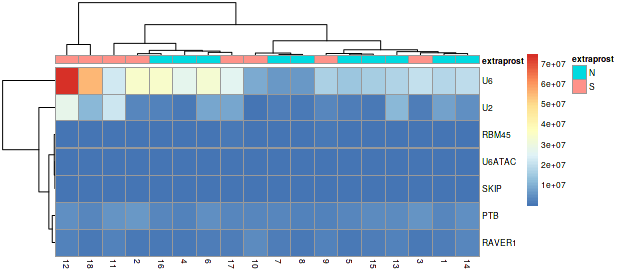 extraprost
extraprost
7e+07
6e+07
5e+07
4e+07
3e+07
2e+07
1e+07
N
S
U6
U2
RBM45
U6ATAC
SKIP
PTB
RAVER1
12 18 11 2 16 4 6 17 10 7 8 9 5 15 13 3 1 14